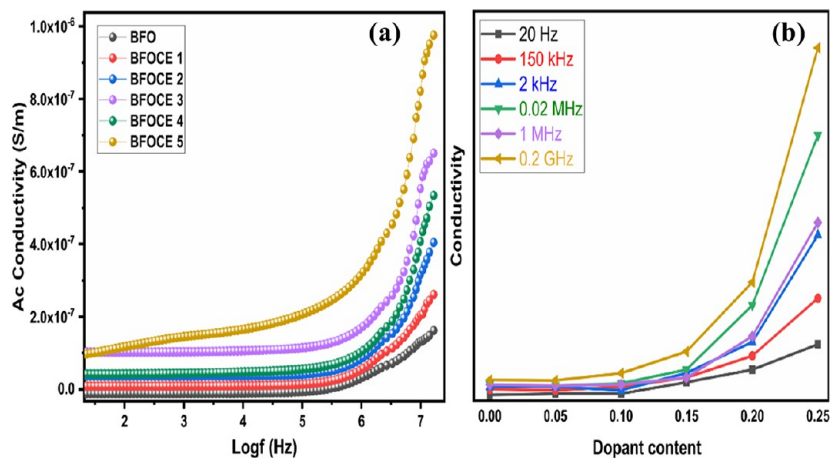 (a)
BFO
BFOCE 1
BFOCE 2
BFOCE 3
BFOCE 4
BFOCE 5
Ac Conductivity (S/m)
1.0x10⁻⁶
8.0x10⁻⁷
6.0x10⁻⁷
4.0x10⁻⁷
2.0x10⁻⁷
0.0
2 3 4 5 6 7
Logf (Hz)
(b)
20 Hz
150 kHz
2 kHz
0.02 MHz
1 MHz
0.2 GHz
Conductivity
0.00 0.05 0.10 0.15 0.20 0.25
Dopant content